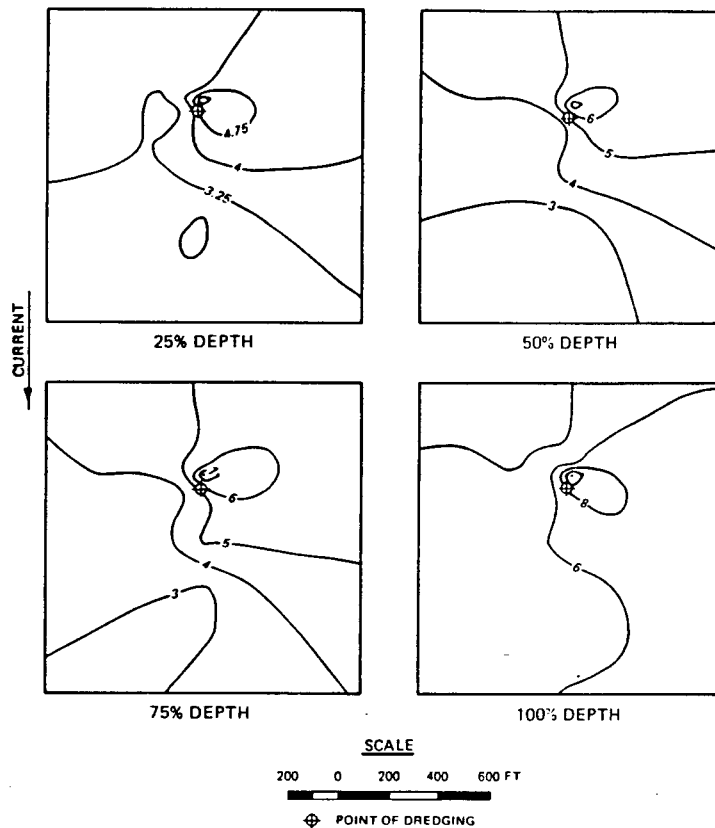 4.75
4
3.25
25% DEPTH
6
5
4
3
50% DEPTH
CURRENT
7
6
5
4
3
75% DEPTH
8
6
100% DEPTH
SCALE
200 0 200 400 600 FT
POINT OF DREDGING